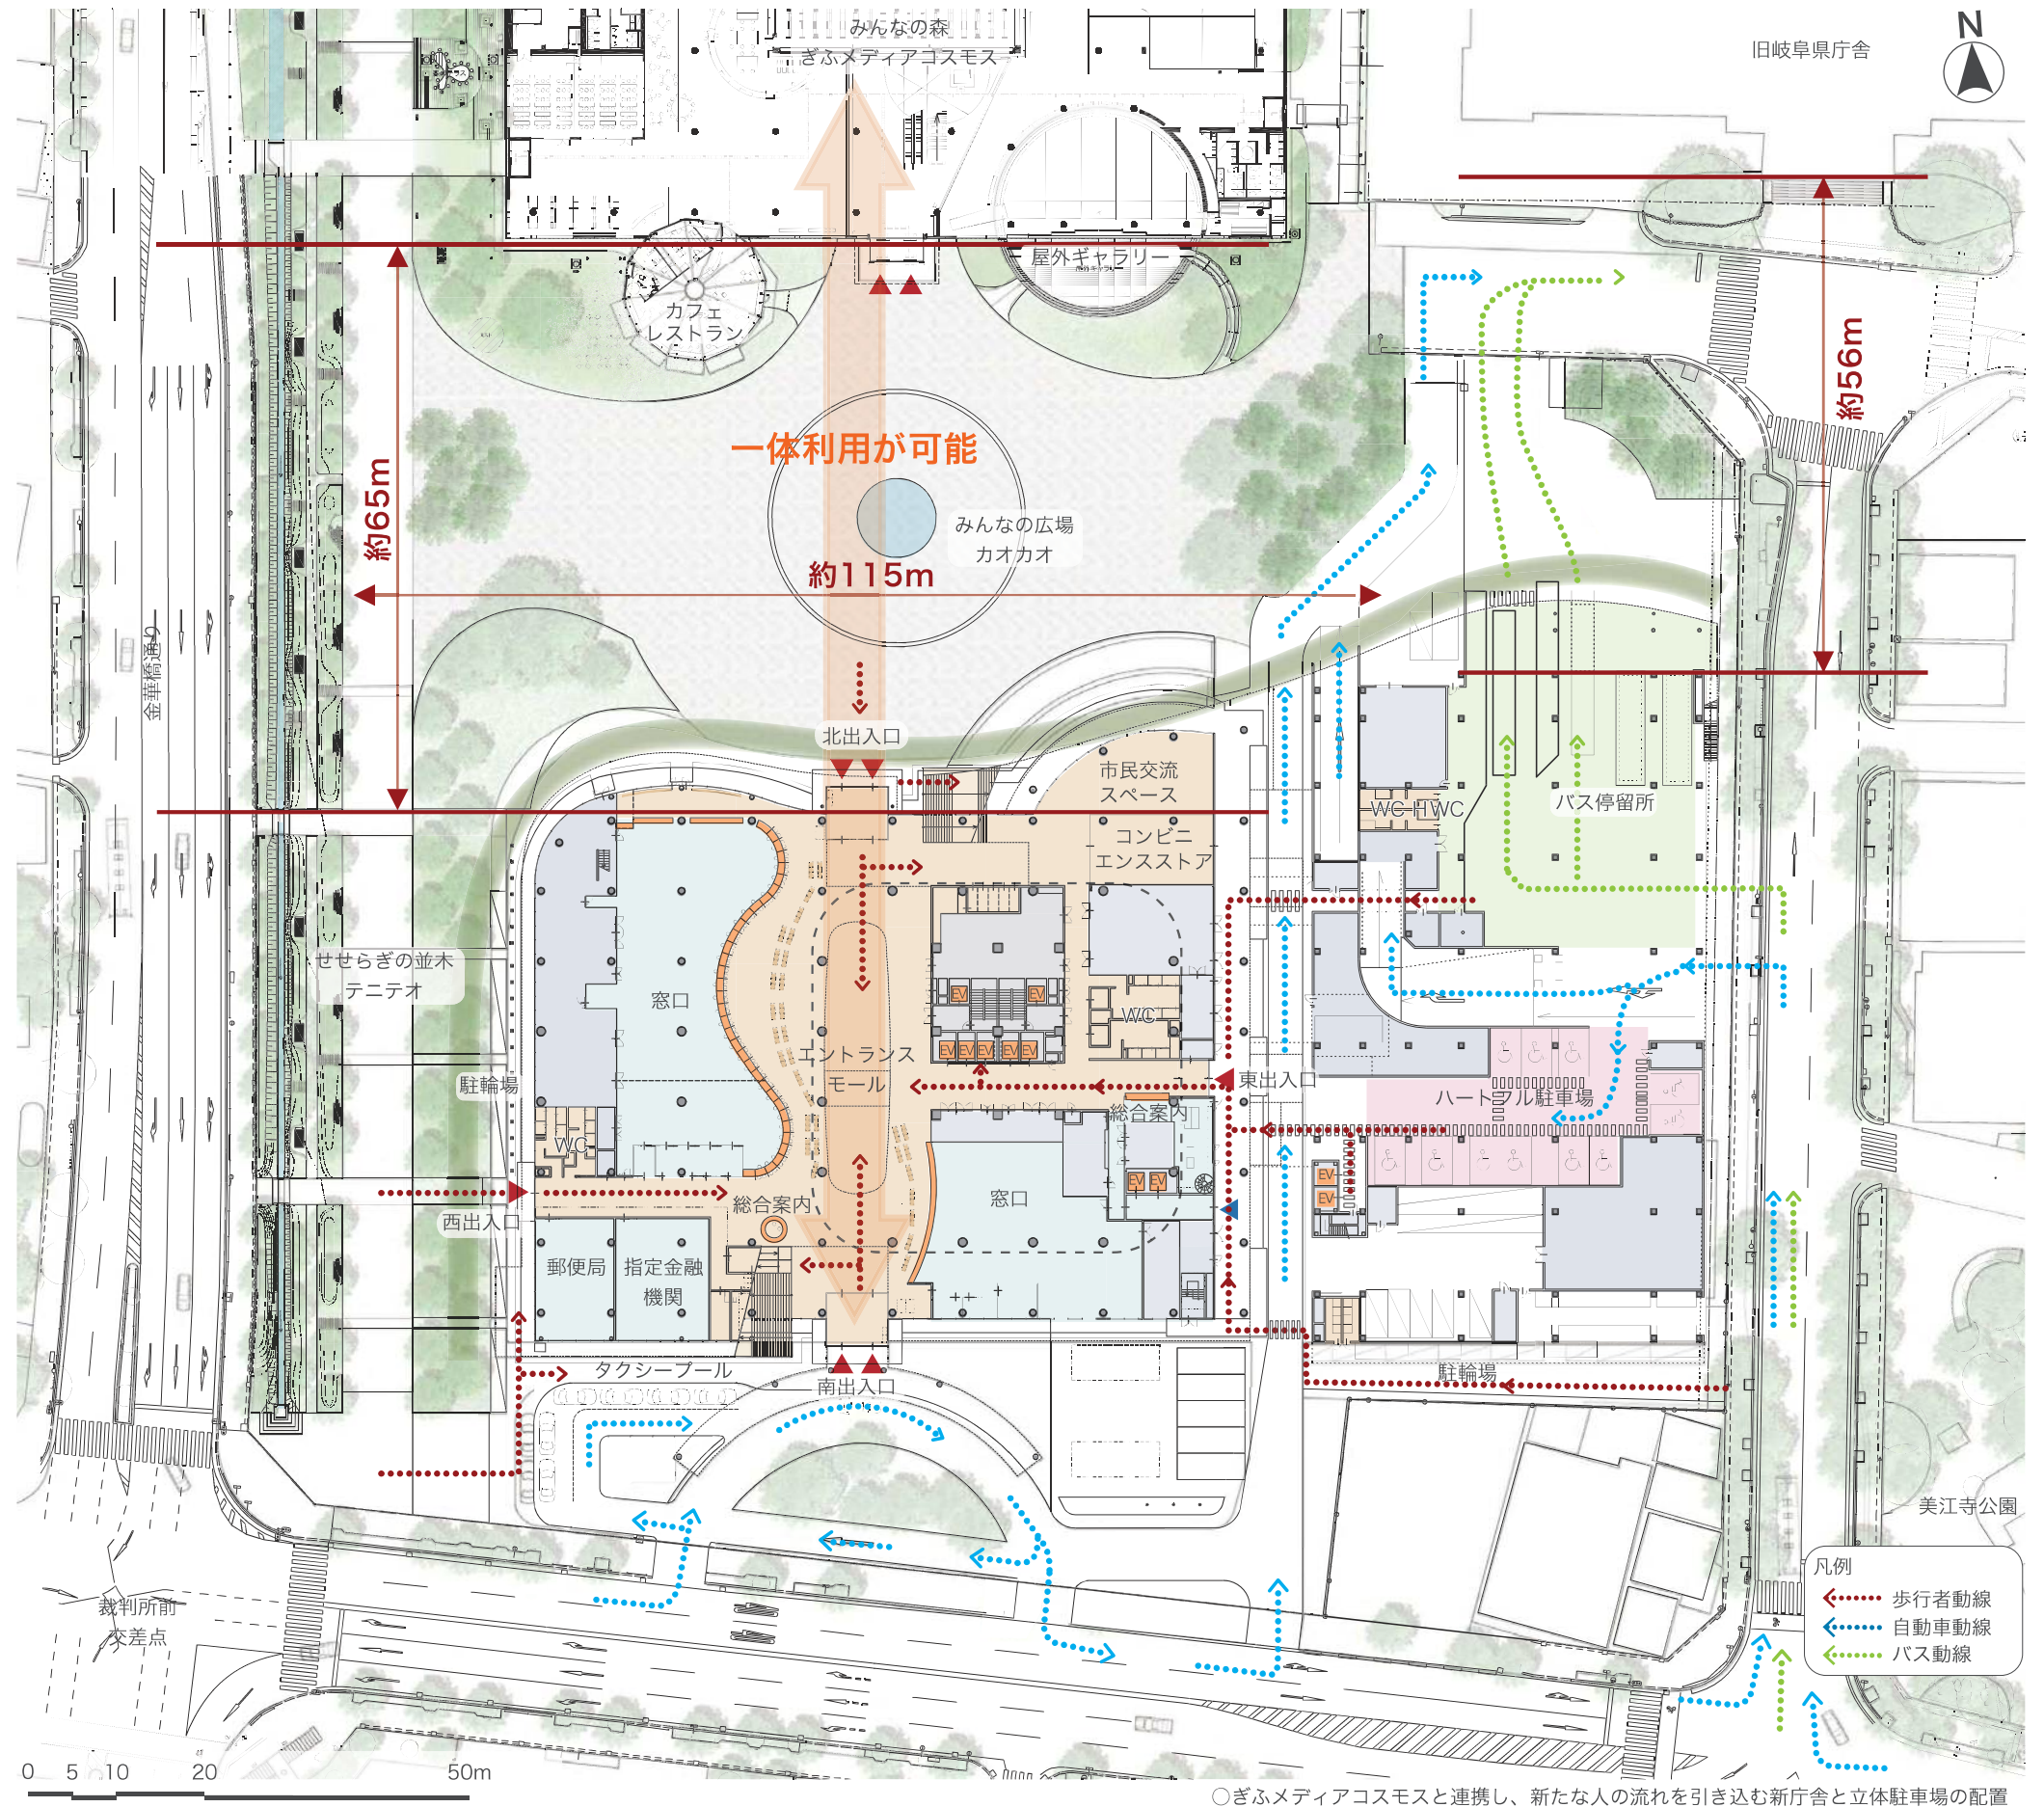 みんなの森
ぎふメディアコスモス
旧岐阜県庁舎
N
屋外ギャラリー
カフェ
レストラン
約56m
一体利用が可能
約65m
みんなの広場
カオカオ
約115m
金華橋通り
北出入口
市民交流
スペース
WC HWC
バス停留所
コンビニ
エンスストア
せせらぎの並木
テニテオ
窓口
EV
EV
WC
エントランス
モール
EV EV EV EV EV
駐輪場
東出入口
ハートフル駐車場
総合案内
WC
EV EV
EV
EV
西出入口
総合案内
窓口
郵便局
指定金融
機関
タクシープール
南出入口
駐輪場
美江寺公園
裁判所前
交差点
凡例
歩行者動線
自動車動線
バス動線
0 5 10 20 50m
○ぎふメディアコスモスと連携し、新たな人の流れを引き込む新庁舎と立体駐車場の配置